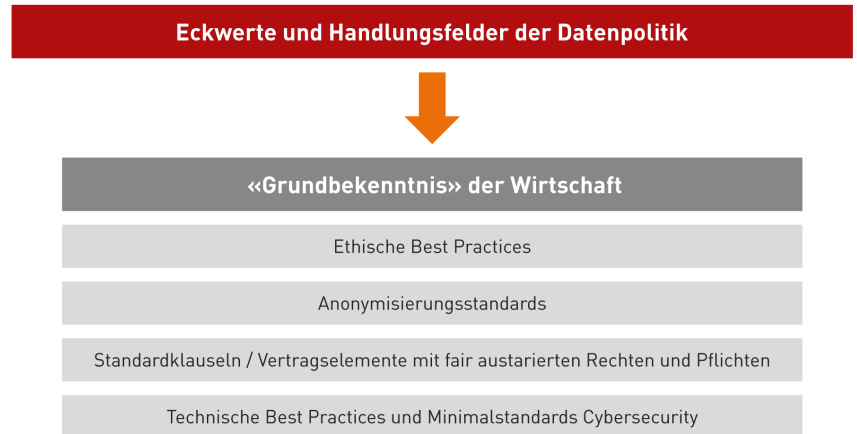 Eckwerte und Handlungsfelder der Datenpolitik
«Grundbekenntnis» der Wirtschaft
Ethische Best Practices
Anonymisierungsstandards
Standardklauseln / Vertragselemente mit fair austarierten Rechten und Pflichten
Technische Best Practices und Minimalstandards Cybersecurity